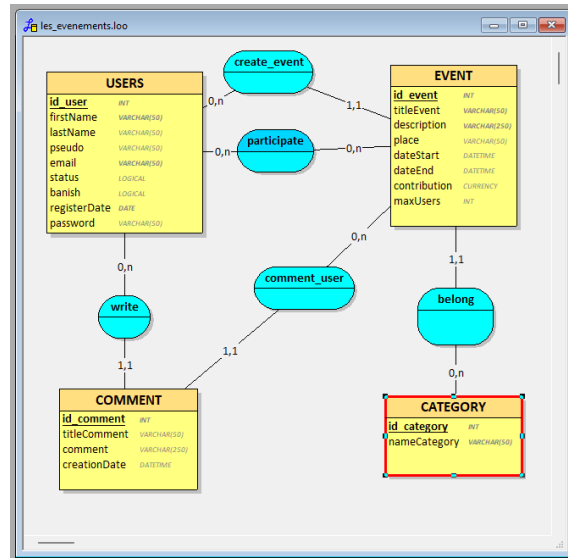 les_evenements.loo
create_event
USERS
id_user INT
firstName VARCHAR(50)
lastName VARCHAR(50)
pseudo VARCHAR(50)
email VARCHAR(50)
status LOGICAL
banish LOGICAL
registerDate DATE
password VARCHAR(50)
0,n
1,1
EVENT
id_event INT
titleEvent VARCHAR(50)
description VARCHAR(250)
place VARCHAR(50)
dateStart DATETIME
dateEnd DATETIME
contribution CURRENCY
maxUsers INT
participate
0,n
0,n
0,n
0,n
1,1
comment_user
write
belong
1,1
1,1
0,n
COMMENT
id_comment INT
titleComment VARCHAR(50)
comment VARCHAR(250)
creationDate DATETIME
CATEGORY
id_category INT
nameCategory VARCHAR(50)